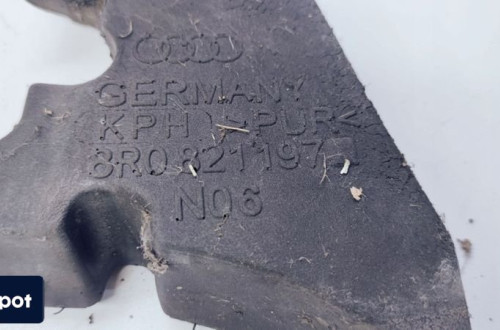 GERMANY
KPH >PUR<
8R0 821 197
N06
pot